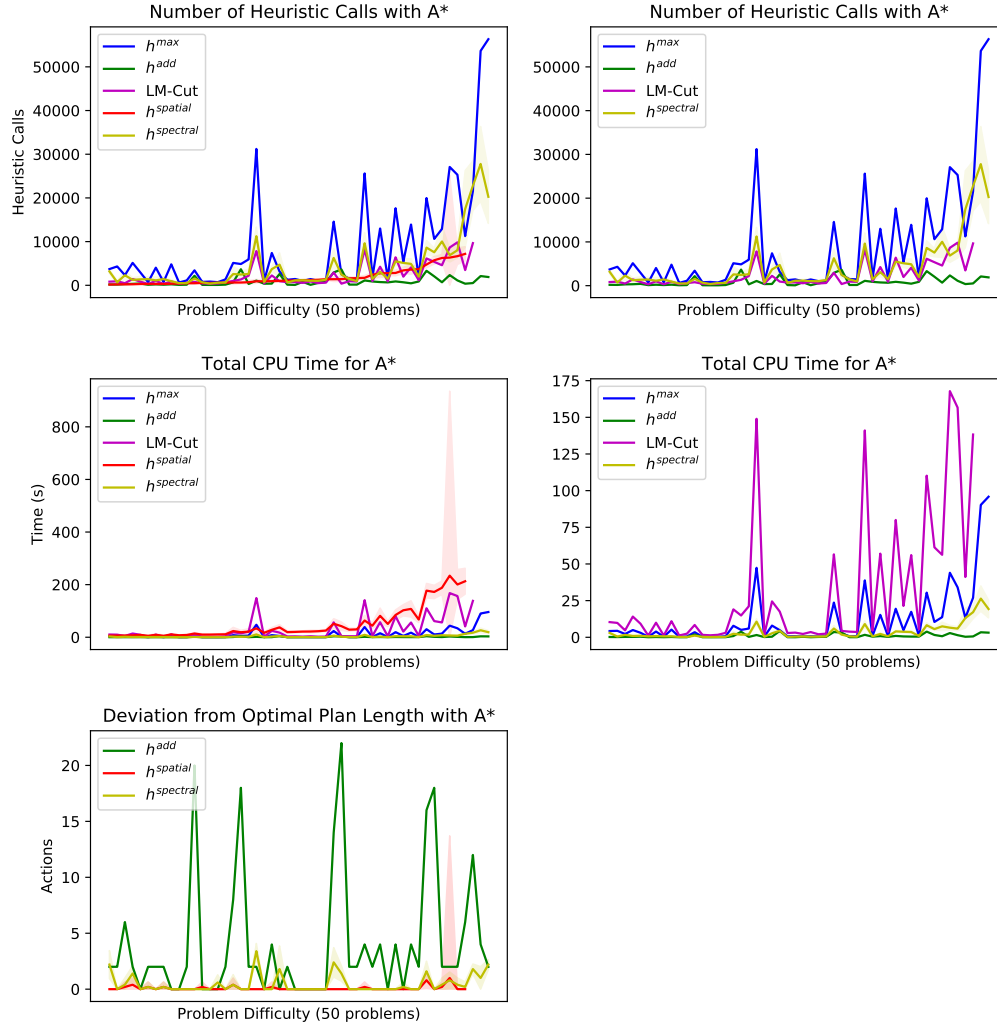 Number of Heuristic Calls with A*
Heuristic Calls
50000
40000
30000
20000
10000
0
h^max
h^add
LM-Cut
h^spatial
h^spectral
Problem Difficulty (50 problems)
Number of Heuristic Calls with A*
50000
40000
30000
20000
10000
0
h^max
h^add
LM-Cut
h^spectral
Problem Difficulty (50 problems)
Total CPU Time for A*
Time (s)
800
600
400
200
0
h^max
h^add
LM-Cut
h^spatial
h^spectral
Problem Difficulty (50 problems)
Total CPU Time for A*
175
150
125
100
75
50
25
0
h^max
h^add
LM-Cut
h^spectral
Problem Difficulty (50 problems)
Deviation from Optimal Plan Length with A*
Actions
20
15
10
5
0
h^add
h^spatial
h^spectral
Problem Difficulty (50 problems)